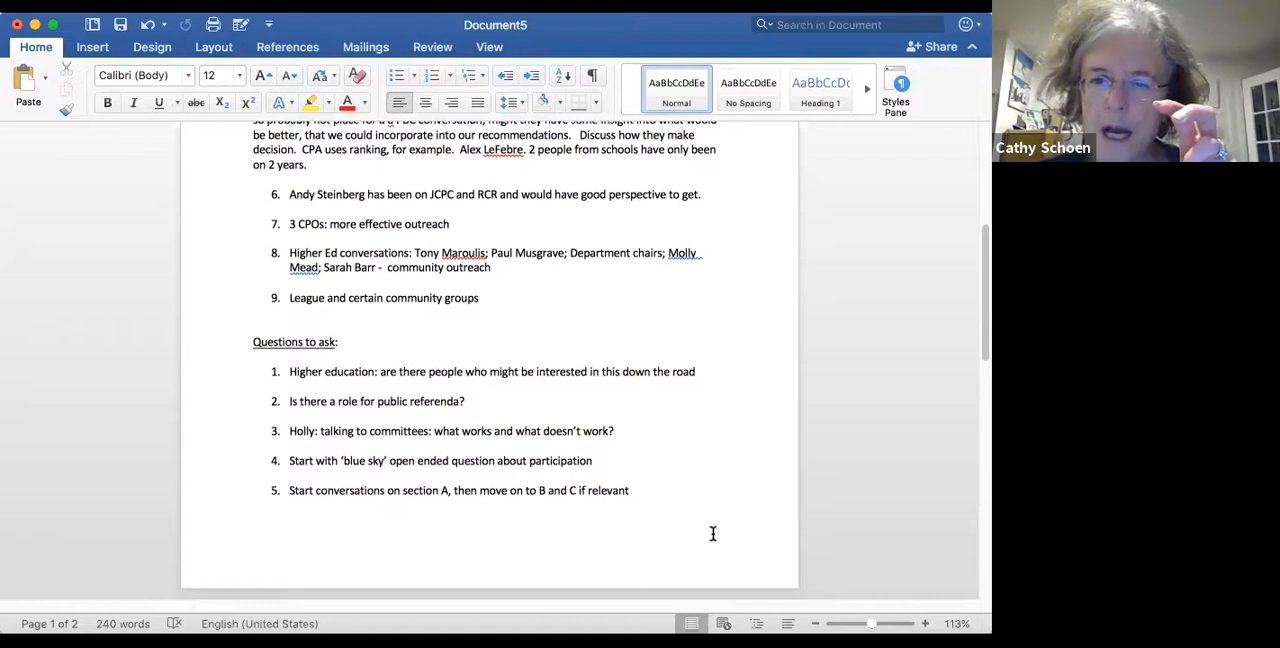 Document5
Search in Document
Home Insert Design Layout References Mailings Review View Share
Paste
Calibri (Body) 12
B I U abc X2 X2
AaBbCcDdEe AaBbCcDdEe AaBbCcDc
Normal No Spacing Heading 1
Styles Pane
be better, that we could incorporate into our recommendations. Discuss how they make
decision. CPA uses ranking, for example. Alex LeFebre. 2 people from schools have only been
on 2 years.
6. Andy Steinberg has been on JCPC and RCR and would have good perspective to get.
7. 3 CPOs: more effective outreach
8. Higher Ed conversations: Tony Maroulis; Paul Musgrave; Department chairs; Molly
Mead; Sarah Barr - community outreach
9. League and certain community groups
Questions to ask:
1. Higher education: are there people who might be interested in this down the road
2. Is there a role for public referenda?
3. Holly: talking to committees: what works and what doesn't work?
4. Start with 'blue sky' open ended question about participation
5. Start conversations on section A, then move on to B and C if relevant
Page 1 of 2 240 words English (United States) 113%
Cathy Schoen